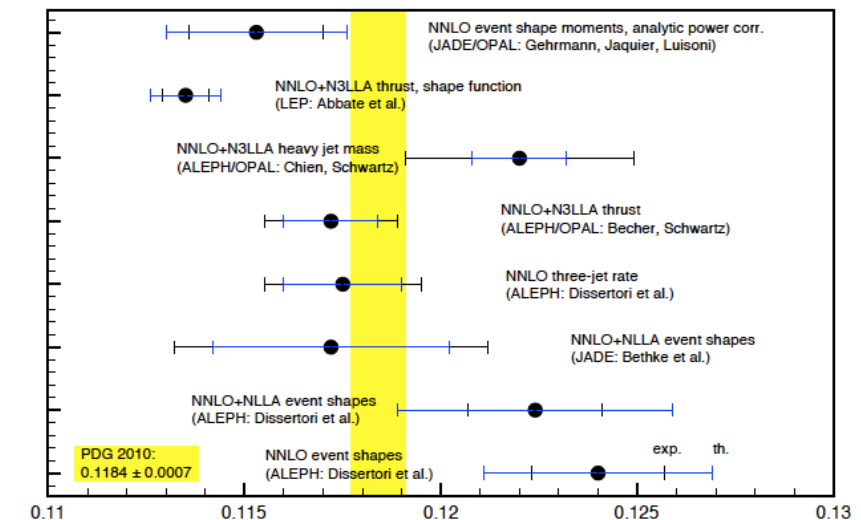 NNLO event shape moments, analytic power corr.
(JADE/OPAL: Gehrmann, Jaquier, Luisoni)
NNLO+N3LLA thrust, shape function
(LEP: Abbate et al.)
NNLO+N3LLA heavy jet mass
(ALEPH/OPAL: Chien, Schwartz)
NNLO+N3LLA thrust
(ALEPH/OPAL: Becher, Schwartz)
NNLO three-jet rate
(ALEPH: Dissertori et al.)
NNLO+NLLA event shapes
(JADE: Bethke et al.)
NNLO+NLLA event shapes
(ALEPH: Dissertori et al.)
exp. th.
PDG 2010:
0.1184 ± 0.0007
NNLO event shapes
(ALEPH: Dissertori et al.)
0.11 0.115 0.12 0.125 0.13